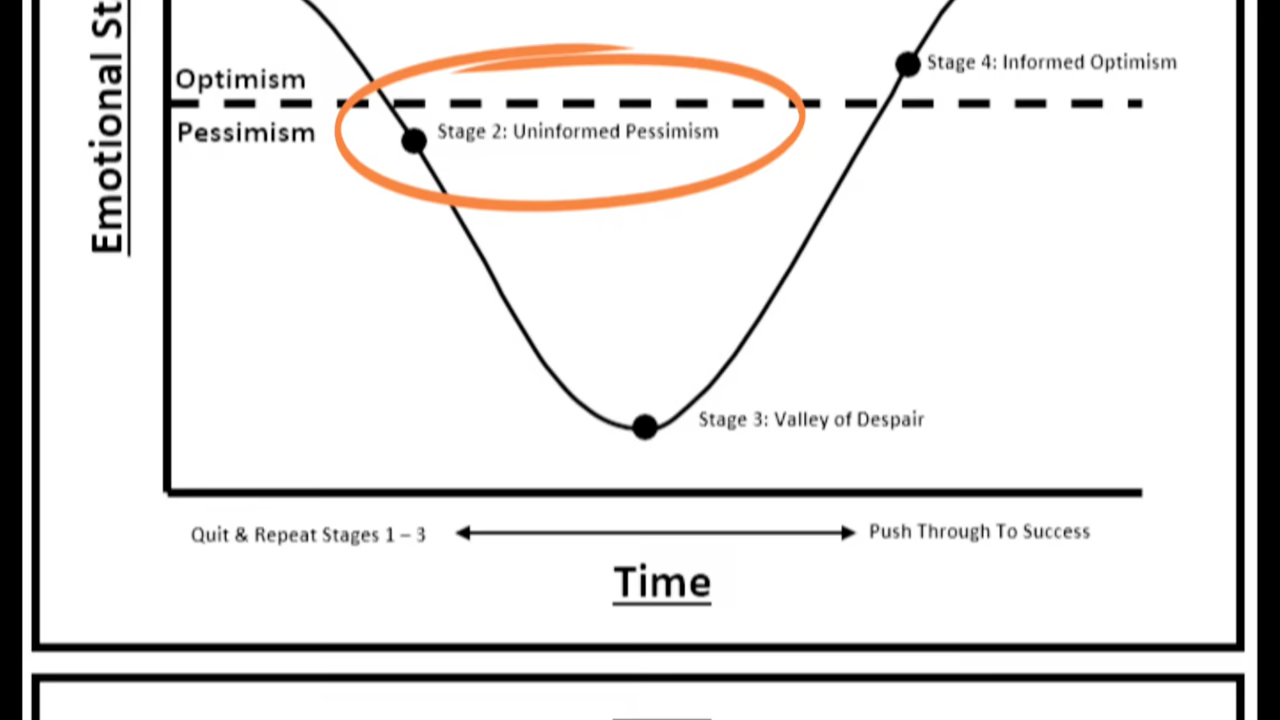 Emotional St
Optimism
Stage 4: Informed Optimism
Pessimism
Stage 2: Uninformed Pessimism
Stage 3: Valley of Despair
Quit & Repeat Stages 1 – 3
Push Through To Success
Time